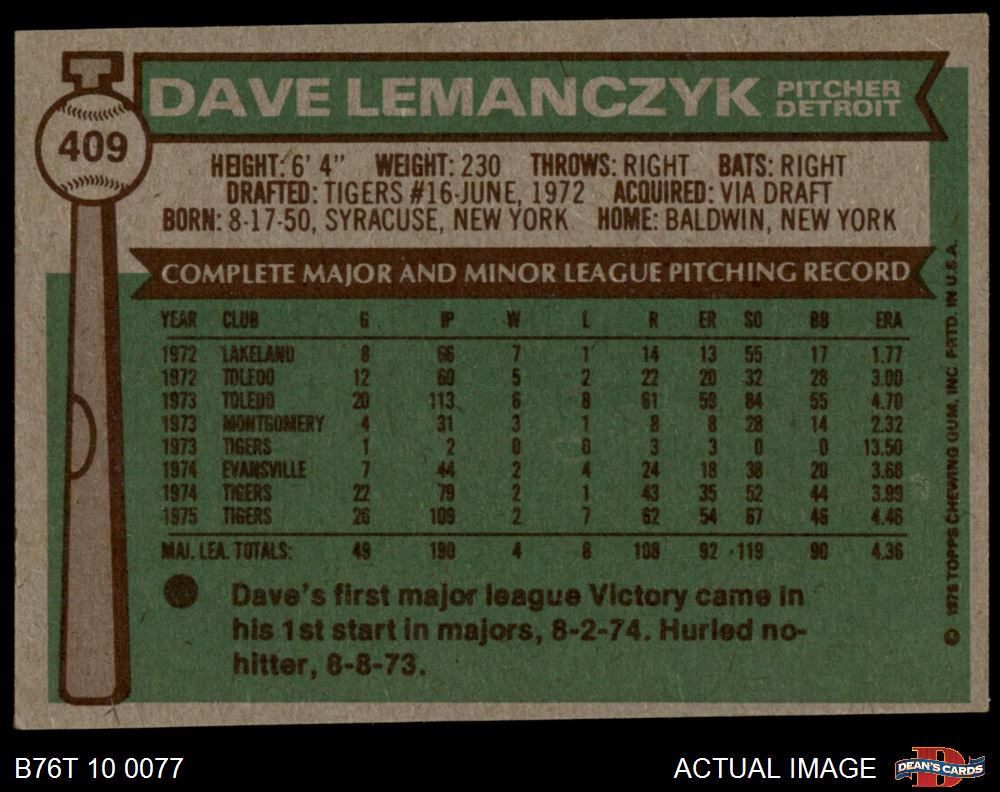 DAVE LEMANCZYK PITCHER DETROIT
409
HEIGHT: 6' 4" WEIGHT: 230 THROWS: RIGHT BATS: RIGHT
DRAFTED: TIGERS #16-JUNE, 1972 ACQUIRED: VIA DRAFT
BORN: 8-17-50, SYRACUSE, NEW YORK HOME: BALDWIN, NEW YORK
COMPLETE MAJOR AND MINOR LEAGUE PITCHING RECORD
YEAR CLUB G IP W L R ER SO BB ERA
1972 LAKELAND 8 66 7 1 14 13 55 17 1.77
1972 TOLEDO 12 60 5 2 22 20 32 28 3.00
1973 TOLEDO 20 113 6 8 61 59 84 55 4.70
1973 MONTGOMERY 4 31 3 1 8 8 28 14 2.32
1973 TIGERS 1 2 0 0 3 3 0 0 13.50
1974 EVANSVILLE 7 44 2 4 24 18 38 20 3.68
1974 TIGERS 22 79 2 1 43 35 52 44 3.99
1975 TIGERS 26 109 2 7 62 54 67 46 4.46
MAJ. LEA. TOTALS: 49 190 4 8 108 92 119 90 4.36
Dave's first major league Victory came in
his 1st start in majors, 8-2-74. Hurled no-
hitter, 8-8-73.
© 1976 TOPPS CHEWING GUM, INC PRTD. IN U.S.A.
B76T 10 0077
ACTUAL IMAGE
DEAN'S CARDS